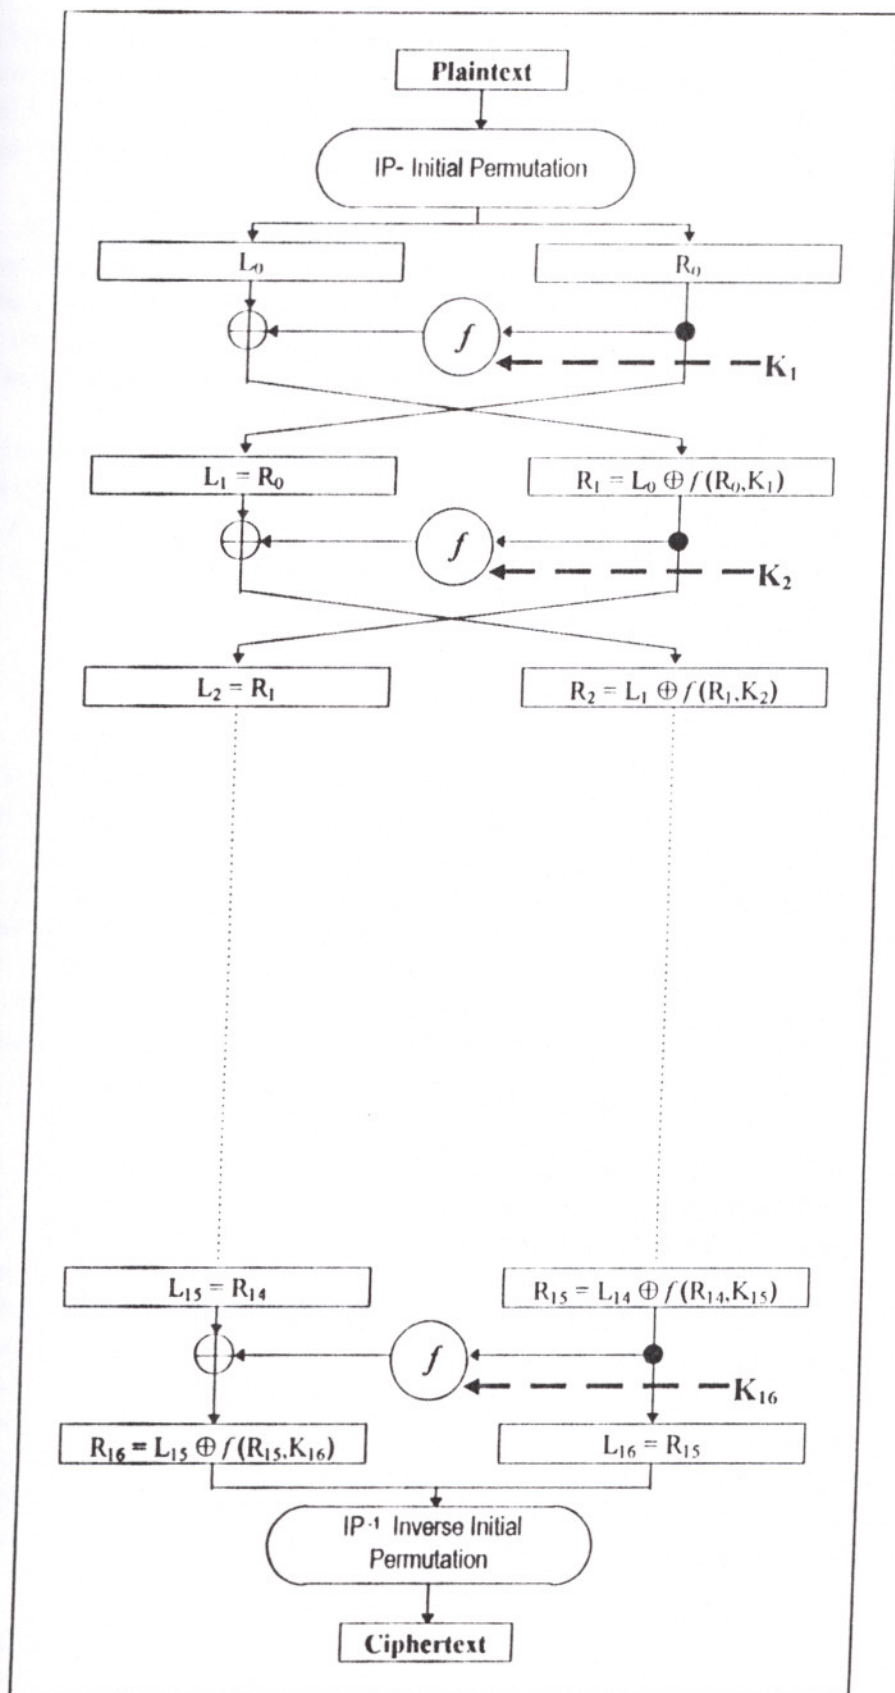 Plaintext
IP- Initial Permutation
L₀
R₀
f
K₁
L₁ = R₀
R₁ = L₀ ⊕ f(R₀,K₁)
f
K₂
L₂ = R₁
R₂ = L₁ ⊕ f(R₁,K₂)
L₁₅ = R₁₄
R₁₅ = L₁₄ ⊕ f(R₁₄,K₁₅)
f
K₁₆
R₁₆ = L₁₅ ⊕ f(R₁₅,K₁₆)
L₁₆ = R₁₅
IP⁻¹ Inverse Initial
Permutation
Ciphertext